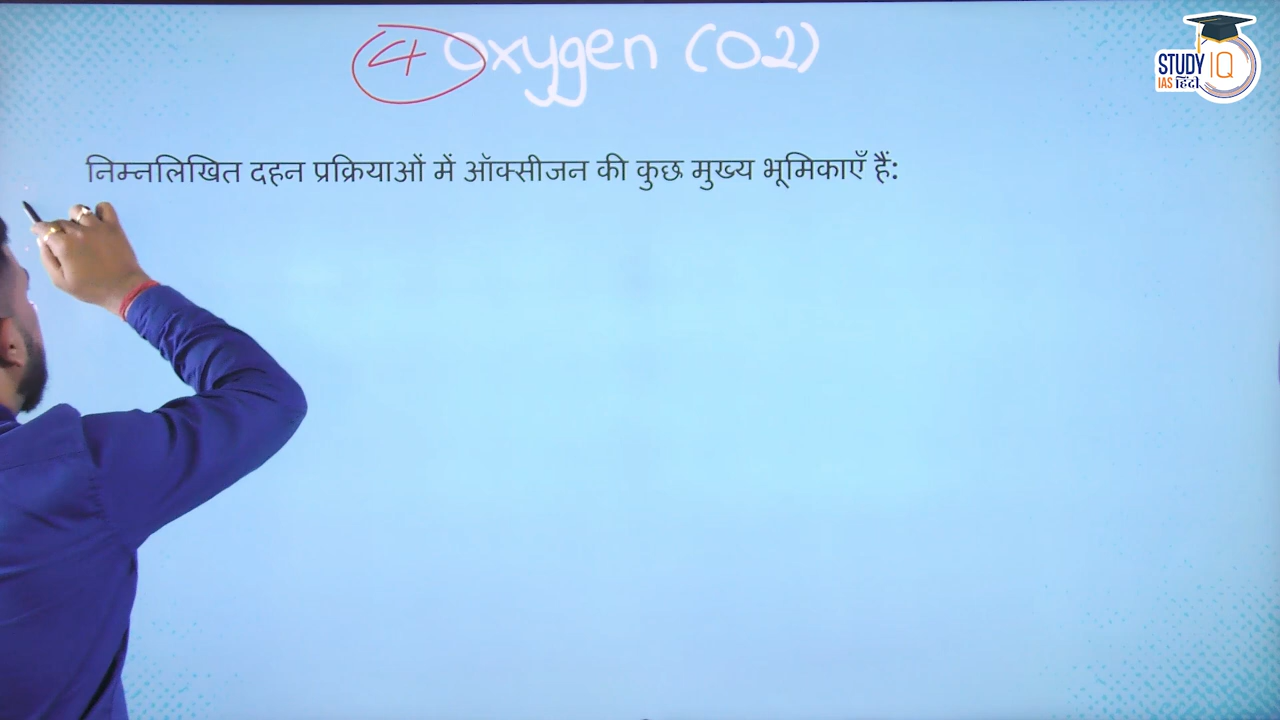 4 Oxygen (O2)
STUDY IQ
IAS हिंदी
निम्नलिखित दहन प्रक्रियाओं में ऑक्सीजन की कुछ मुख्य भूमिकाएँ हैं: